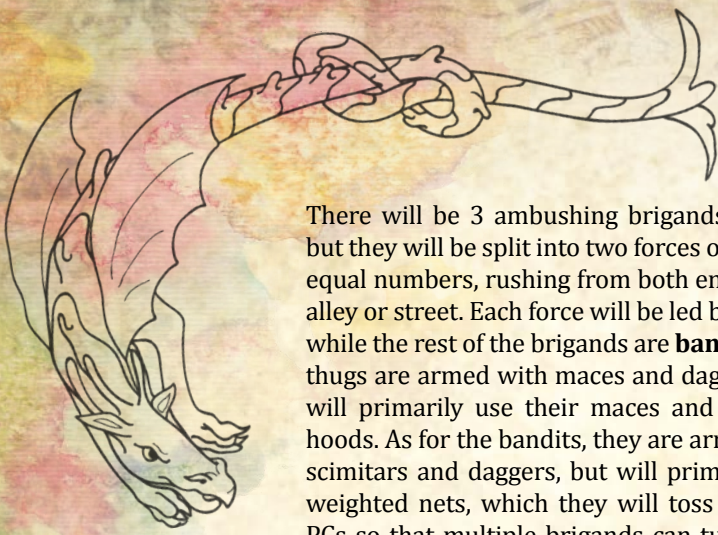 There will be 3 ambushing brigands
but they will be split into two forces o
equal numbers, rushing from both en
alley or street. Each force will be led b
while the rest of the brigands are ban
thugs are armed with maces and dag
will primarily use their maces and
hoods. As for the bandits, they are ar
scimitars and daggers, but will prim
weighted nets, which they will toss
PCs so that multiple brigands can tu